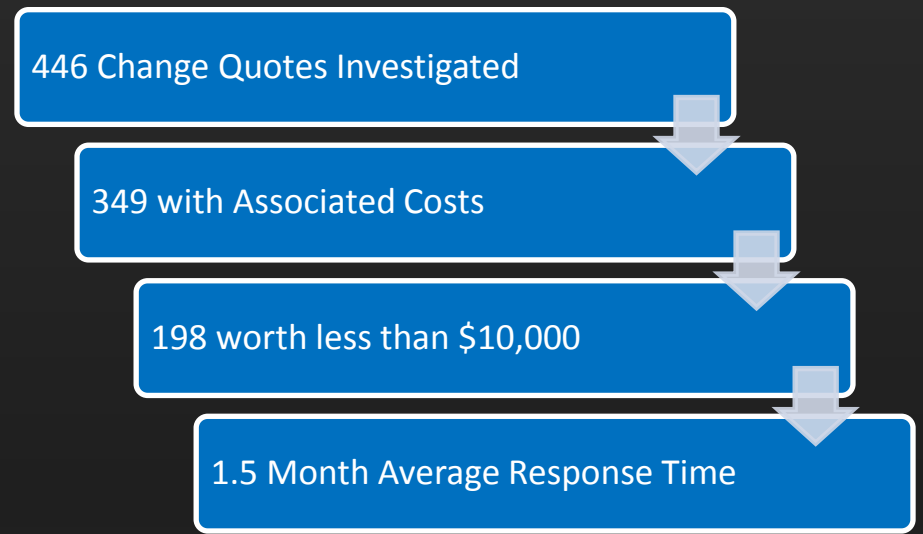 446 Change Quotes Investigated
349 with Associated Costs
198 worth less than $10,000
1.5 Month Average Response Time